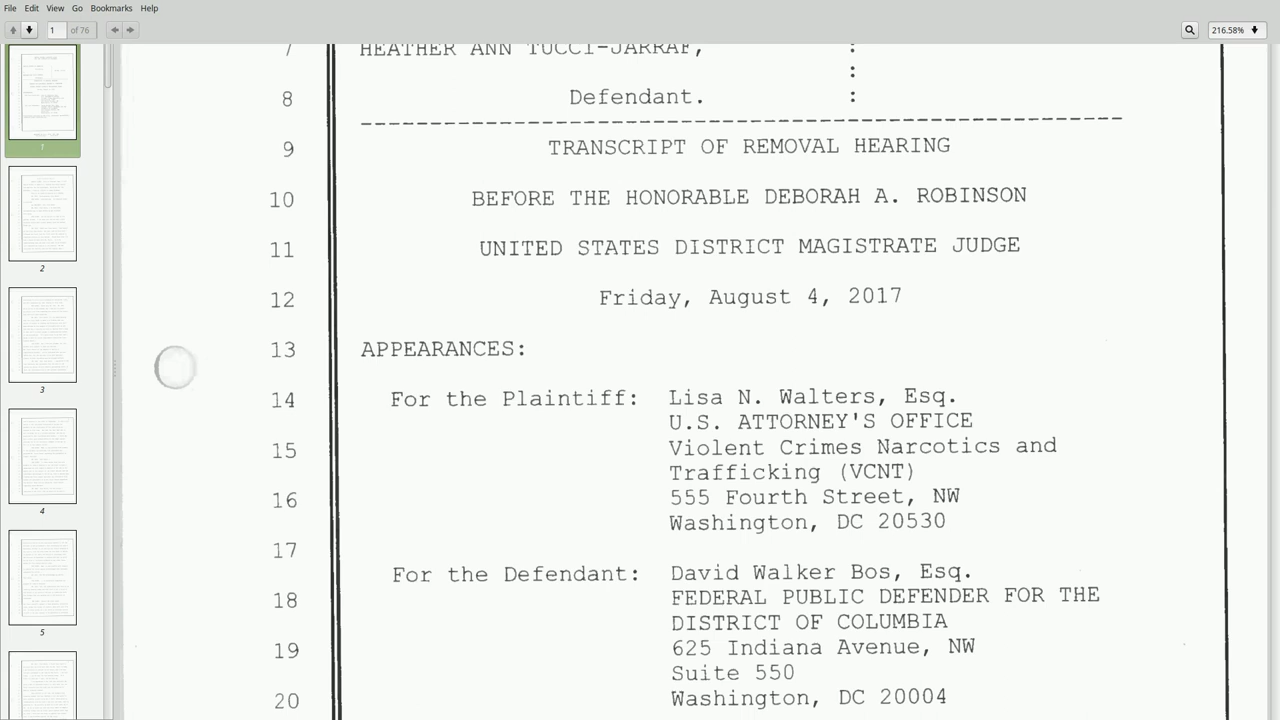 File Edit View Go Bookmarks Help
1 of 76 216.58%
7 HEATHER ANN TUCCI-JARRAF, :
:
8 Defendant. :
--------------------------------------------------
9 TRANSCRIPT OF REMOVAL HEARING
10 BEFORE THE HONORABLE DEBORAH A. ROBINSON
11 UNITED STATES DISTRICT MAGISTRATE JUDGE
12 Friday, August 4, 2017
13 APPEARANCES:
14 For the Plaintiff: Lisa N. Walters, Esq.
U.S. ATTORNEY'S OFFICE
15 Violent Crimes Narcotics and
Trafficking (VCNT)
16 555 Fourth Street, NW
Washington, DC 20530
17
For the Defendant: David Walker Bos, Esq.
18 FEDERAL PUBLIC DEFENDER FOR THE
DISTRICT OF COLUMBIA
19 625 Indiana Avenue, NW
Suite 550
20 Washington, DC 20004
1
2
3
4
5